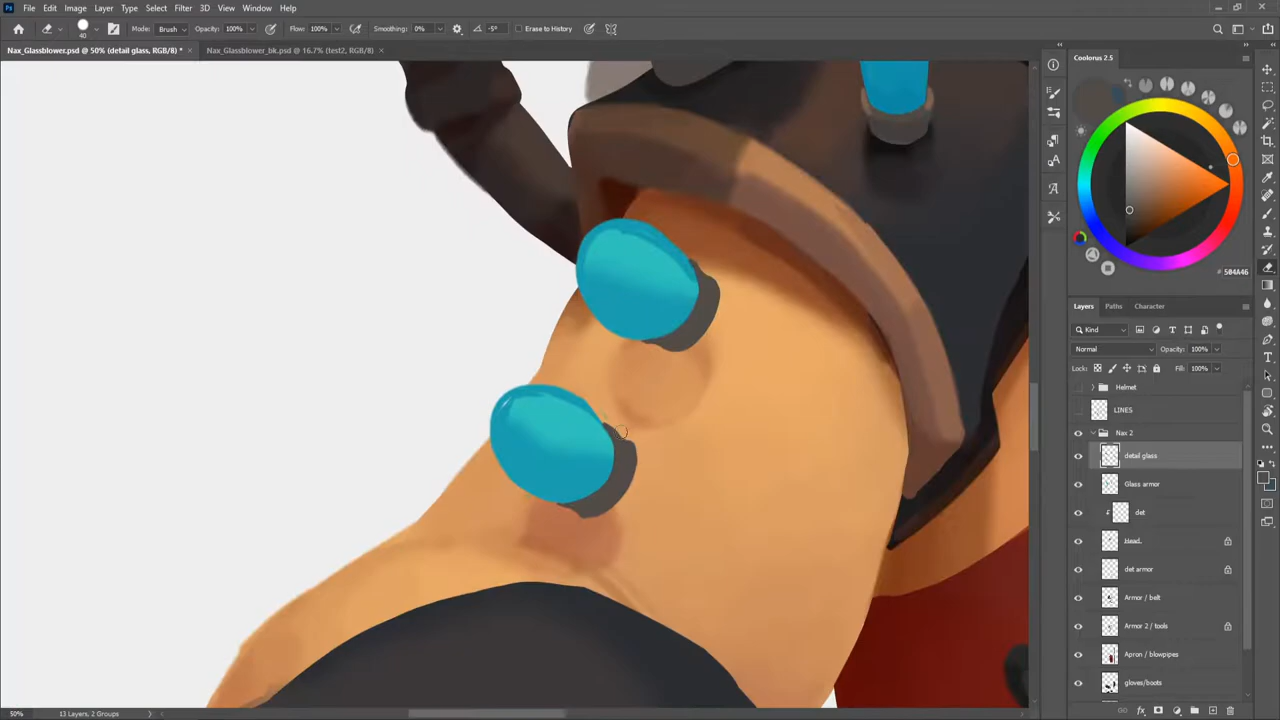 File Edit Image Layer Type Select Filter 3D View Window Help
40 Mode: Brush Opacity: 100% Flow: 100% Smoothing: 0% -5° Erase to History
Nax_Glassblower.psd @ 50% (detail glass, RGB/8) * × Nax_Glassblower_bk.psd @ 16.7% (test2, RGB/8) ×
Coolorus 2.5
# 504A46
Layers Paths Character
Kind
Normal Opacity: 100%
Lock: Fill: 100%
Helmet
LINES
Nax 2
detail glass
Glass armor
det
Head.
det armor
Armor / belt
Armor 2 / tools
Apron / blowpipes
gloves/boots
50% 13 Layers, 2 Groups